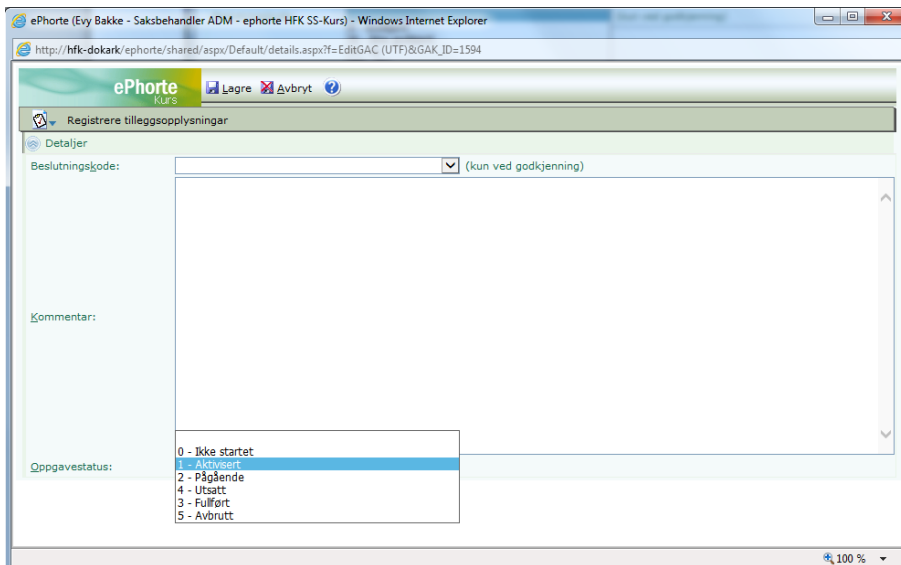 ePhorte (Evy Bakke - Saksbehandler ADM - ephorte HFK SS-Kurs) - Windows Internet Explorer
http://hfk-dokark/ephorte/shared/aspx/Default/details.aspx?f=EditGAC (UTF)&GAK_ID=1594
ePhorte Kurs Lagre Avbryt ?
Registrere tilleggsopplysningar
Detaljer
Beslutningskode: (kun ved godkjenning)
Kommentar:
0 - Ikke startet
Oppgavestatus: 1 - Aktivisert
2 - Pågående
4 - Utsatt
3 - Fullført
5 - Avbrutt
100 %